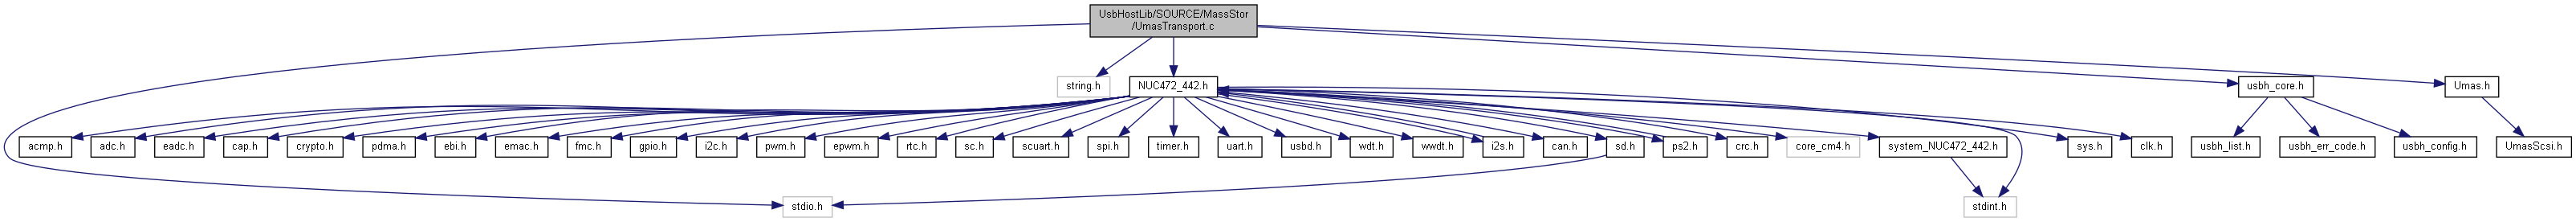 UsbHostLib/SOURCE/MassStor
/UmasTransport.c
string.h
NUC472_442.h
usbh_core.h
Umas.h
acmp.h
adc.h
eadc.h
cap.h
crypto.h
pdma.h
ebi.h
emac.h
fmc.h
gpio.h
i2c.h
pwm.h
epwm.h
rtc.h
sc.h
scuart.h
spi.h
timer.h
uart.h
usbd.h
wdt.h
wwdt.h
i2s.h
can.h
sd.h
ps2.h
crc.h
core_cm4.h
system_NUC472_442.h
sys.h
clk.h
usbh_list.h
usbh_err_code.h
usbh_config.h
UmasScsi.h
stdio.h
stdint.h